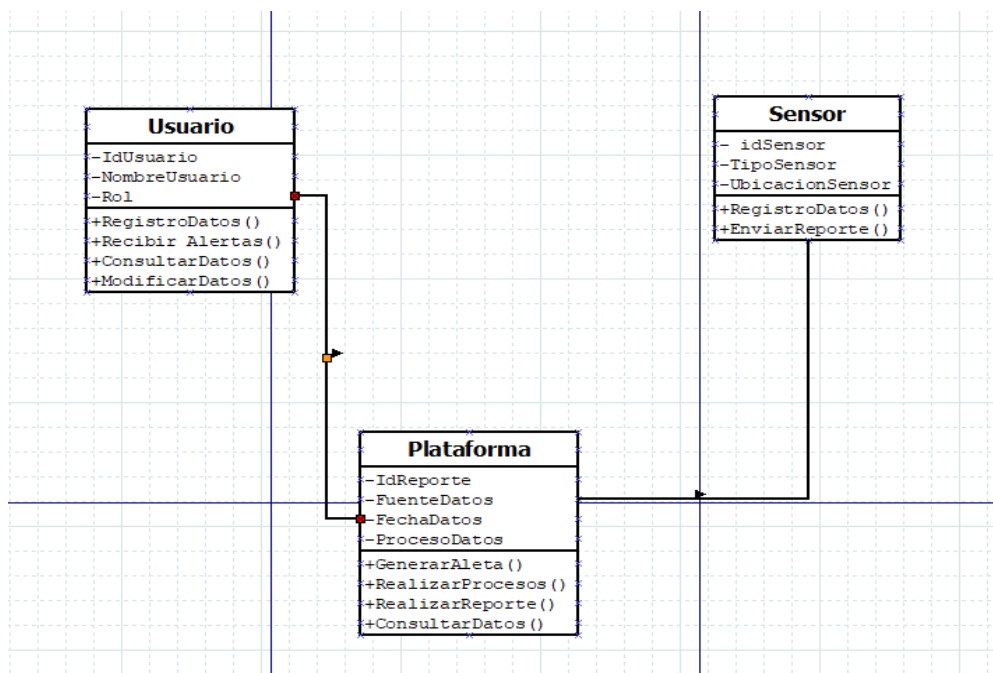 Usuario
-IdUsuario
-NombreUsuario
-Rol
+RegistroDatos()
+Recibir Alertas()
+ConsultarDatos()
+ModificarDatos()
Sensor
- idSensor
-TipoSensor
-UbicacionSensor
+RegistroDatos()
+EnviarReporte()
Plataforma
-IdReporte
-FuenteDatos
-FechaDatos
-ProcesoDatos
+GenerarAleta()
+RealizarProcesos()
+RealizarReporte()
+ConsultarDatos()